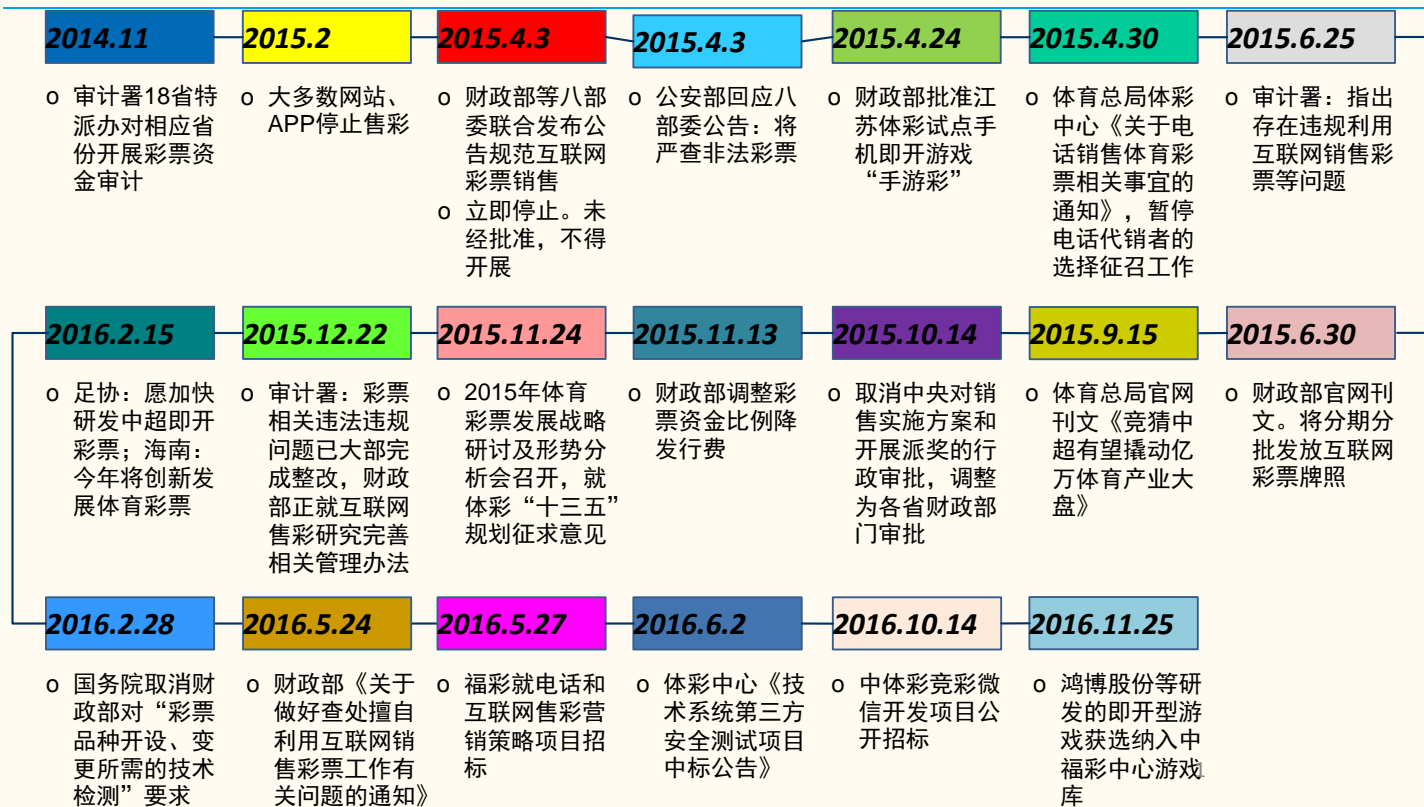 2014.11
o 审计署18省特
派办对相应省
份开展彩票资
金审计
2015.2
o 大多数网站、
APP停止售彩
2015.4.3
o 财政部等八部
委联合发布公
告规范互联网
彩票销售
o 立即停止。未
经批准，不得
开展
2015.4.3
o 公安部回应八
部委公告：将
严查非法彩票
2015.4.24
o 财政部批准江
苏体彩试点手
机即开游戏
“手游彩”
2015.4.30
o 体育总局体彩
中心《关于电
话销售体育彩
票相关事宜的
通知》，暂停
电话代销者的
选择征召工作
2015.6.25
o 审计署：指出
存在违规利用
互联网销售彩
票等问题
2015.6.30
o 财政部官网刊
文。将分期分
批发放互联网
彩票牌照
2015.9.15
o 体育总局官网
刊文《竞猜中
超有望撬动亿
万体育产业大
盘》
2015.10.14
o 取消中央对销
售实施方案和
开展派奖的行
政审批，调整
为各省财政部
门审批
2015.11.13
o 财政部调整彩
票资金比例降
发行费
2015.11.24
o 2015年体育
彩票发展战略
研讨及形势分
析会召开，就
体彩“十三五”
规划征求意见
2015.12.22
o 审计署：彩票
相关违法违规
问题已大部完
成整改，财政
部正就互联网
售彩研究完善
相关管理办法
2016.2.15
o 足协：愿加快
研发中超即开
彩票；海南：
今年将创新发
展体育彩票
2016.2.28
o 国务院取消财
政部对“彩票
品种开设、变
更所需的技术
检测”要求
2016.5.24
o 财政部《关于
做好查处擅自
利用互联网销
售彩票工作有
关问题的通知》
2016.5.27
o 福彩就电话和
互联网售彩营
销策略项目招
标
2016.6.2
o 体彩中心《技
术系统第三方
安全测试项目
中标公告》
2016.10.14
o 中体彩竞彩微
信开发项目公
开招标
2016.11.25
o 鸿博股份等研
发的即开型游
戏获选纳入中
福彩中心游戏
库
1